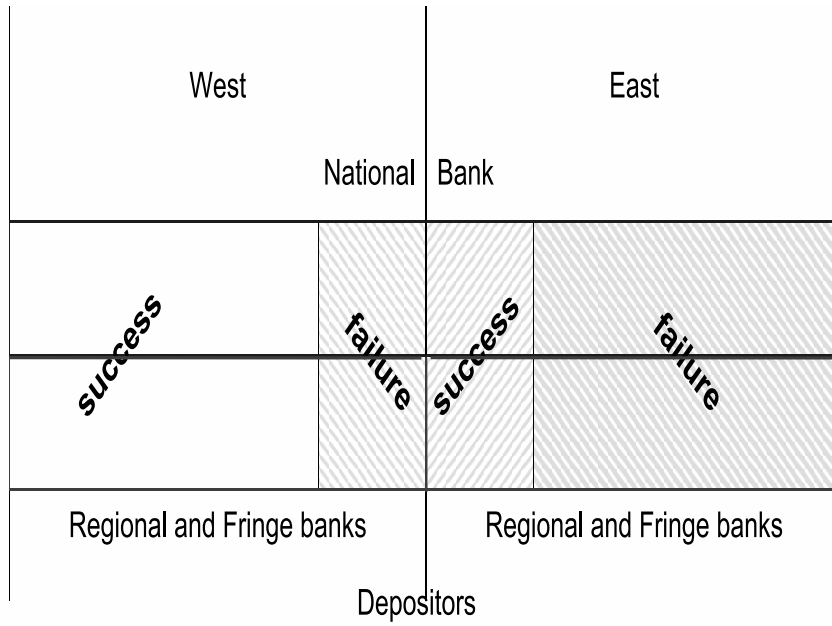 West East
National Bank
success failure success failure
Regional and Fringe banks Regional and Fringe banks
Depositors